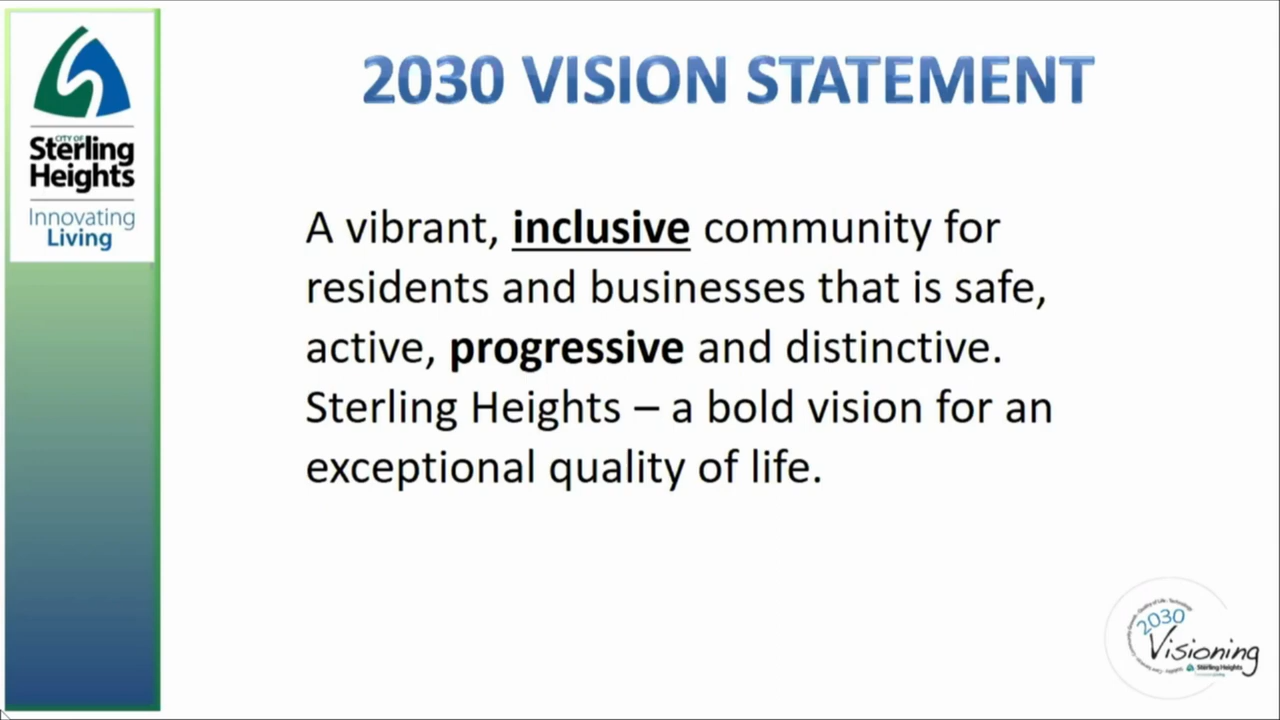 CITY OF
Sterling
Heights
Innovating
Living
2030 VISION STATEMENT
A vibrant, inclusive community for
residents and businesses that is safe,
active, progressive and distinctive.
Sterling Heights – a bold vision for an
exceptional quality of life.
2030
Visioning
Sterling Heights